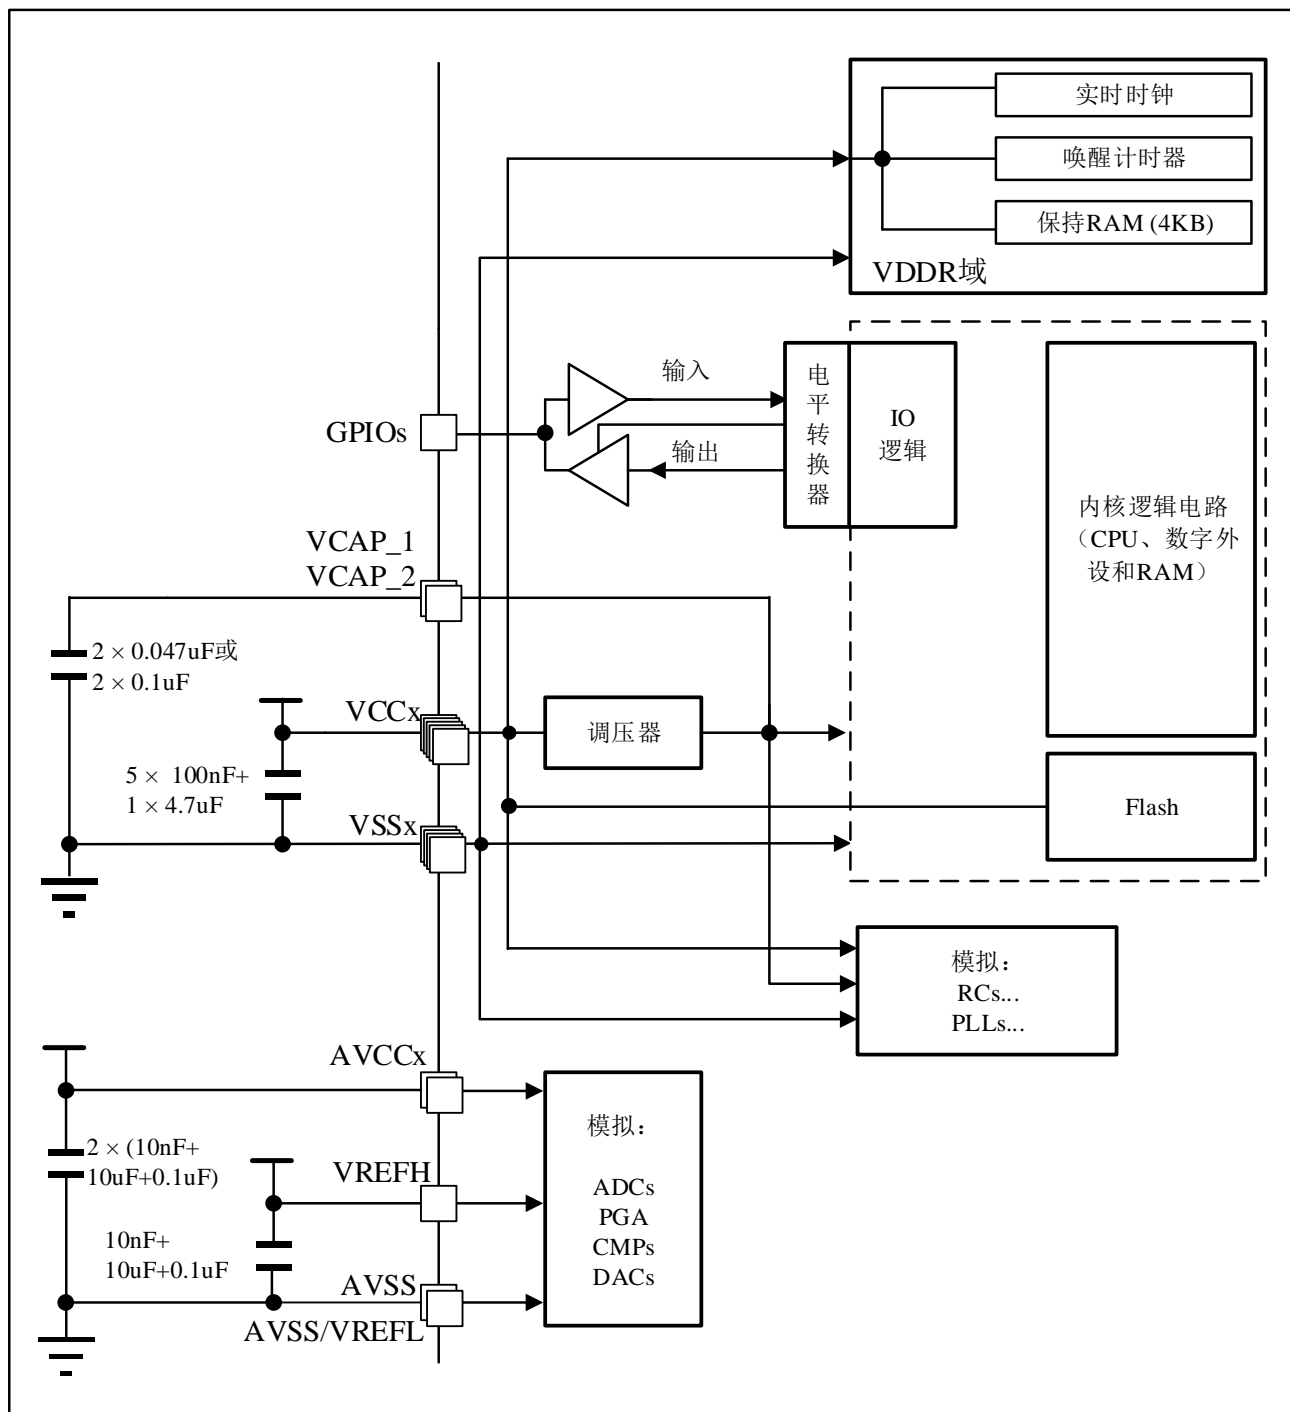 实时时钟
唤醒计时器
保持RAM (4KB)
VDDR域
输入
输出
电
平
转
换
器
IO
逻辑
GPIOs
内核逻辑电路
（CPU、数字外
设和RAM）
VCAP_1
VCAP_2
2 × 0.047uF或
2 × 0.1uF
VCCx
调压器
5 × 100nF+
1 × 4.7uF
VSSx
Flash
模拟：
RCs...
PLLs...
AVCCx
2 × (10nF+
10uF+0.1uF)
VREFH
10nF+
10uF+0.1uF
AVSS
AVSS/VREFL
模拟：
ADCs
PGA
CMPs
DACs